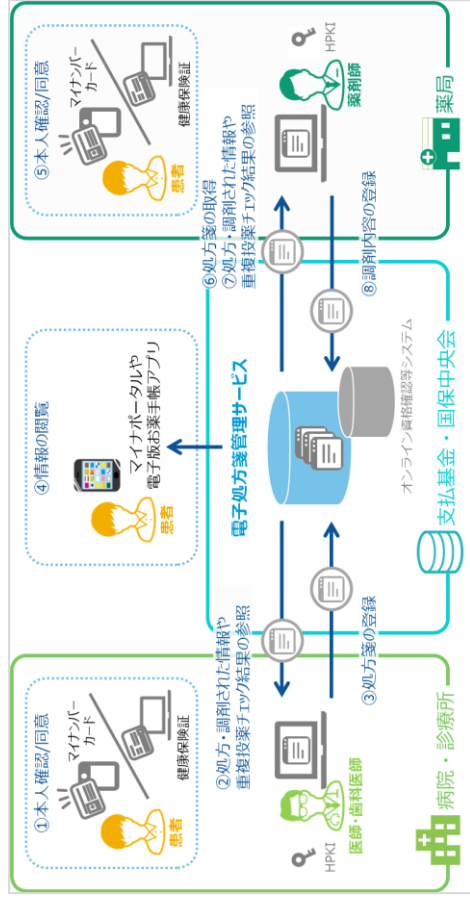 ①本人確認/同意
マイナンバー
カード
健康保険証
患者
②処方・調剤された情報や
重複投薬チェック結果の参照
③処方箋の登録
HPKI
医師・歯科医師
病院・診療所
④情報の閲覧
患者
マイナポータルや
電子版お薬手帳アプリ
電子処方箋管理サービス
オンライン資格確認等システム
支払基金・国保中央会
⑤本人確認/同意
マイナンバー
カード
健康保険証
患者
⑥処方箋の取得
⑦処方・調剤された情報や
重複投薬チェック結果の参照
⑧調剤内容の登録
HPKI
薬剤師
薬局